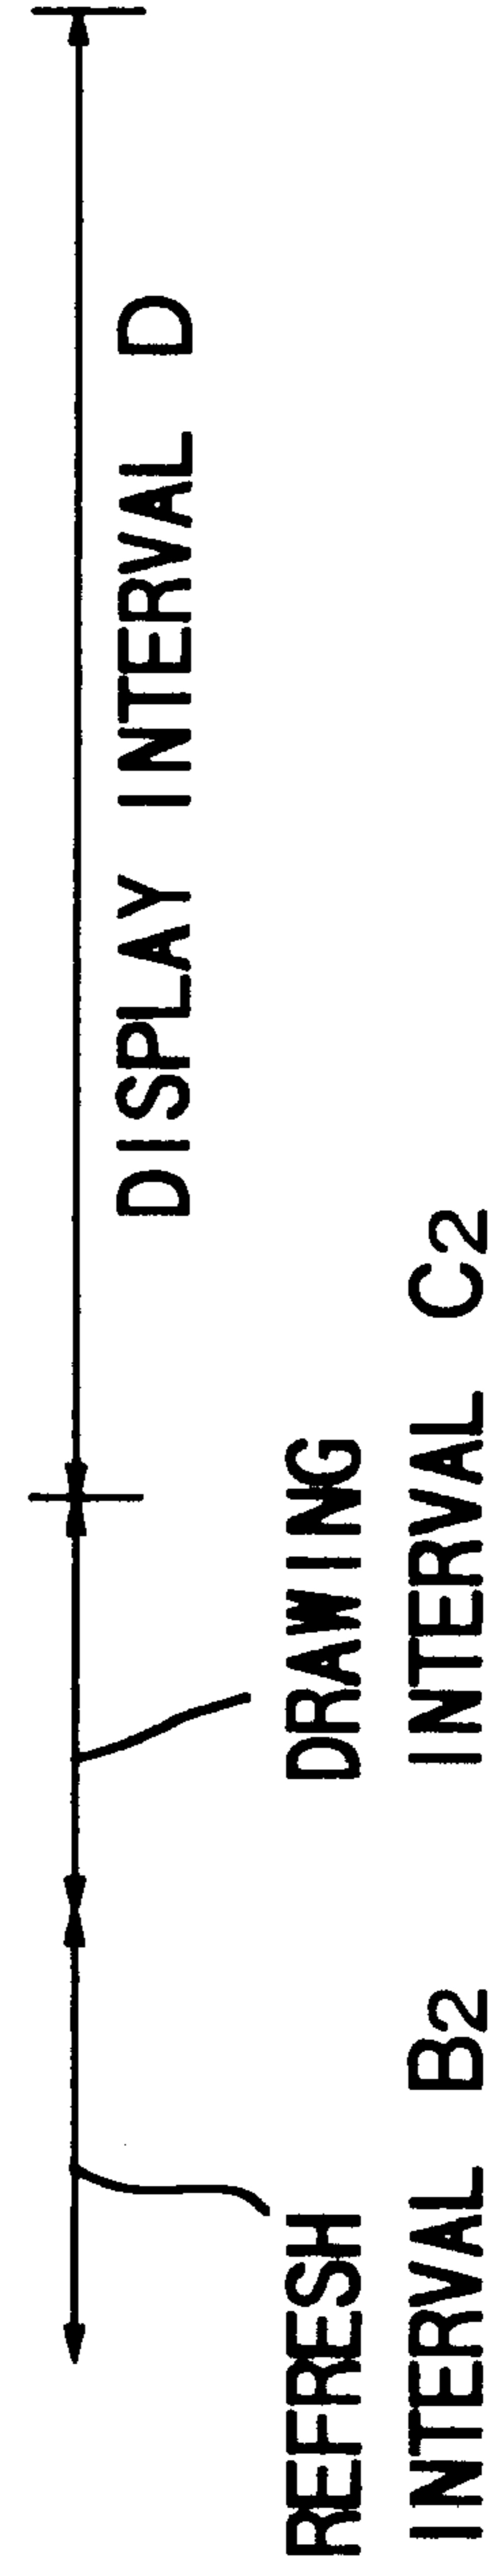 REFRESH
INTERVAL B2
DRAWING
INTERVAL C2
DISPLAY INTERVAL D